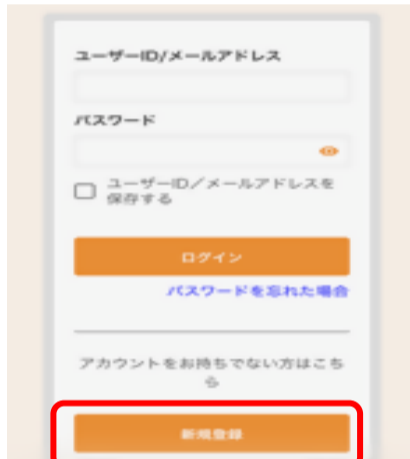 ユーザーID/メールアドレス
パスワード
ユーザーID/メールアドレスを
保存する
ログイン
パスワードを忘れた場合
アカウントをお持ちでない方はこち
ら
新規登録